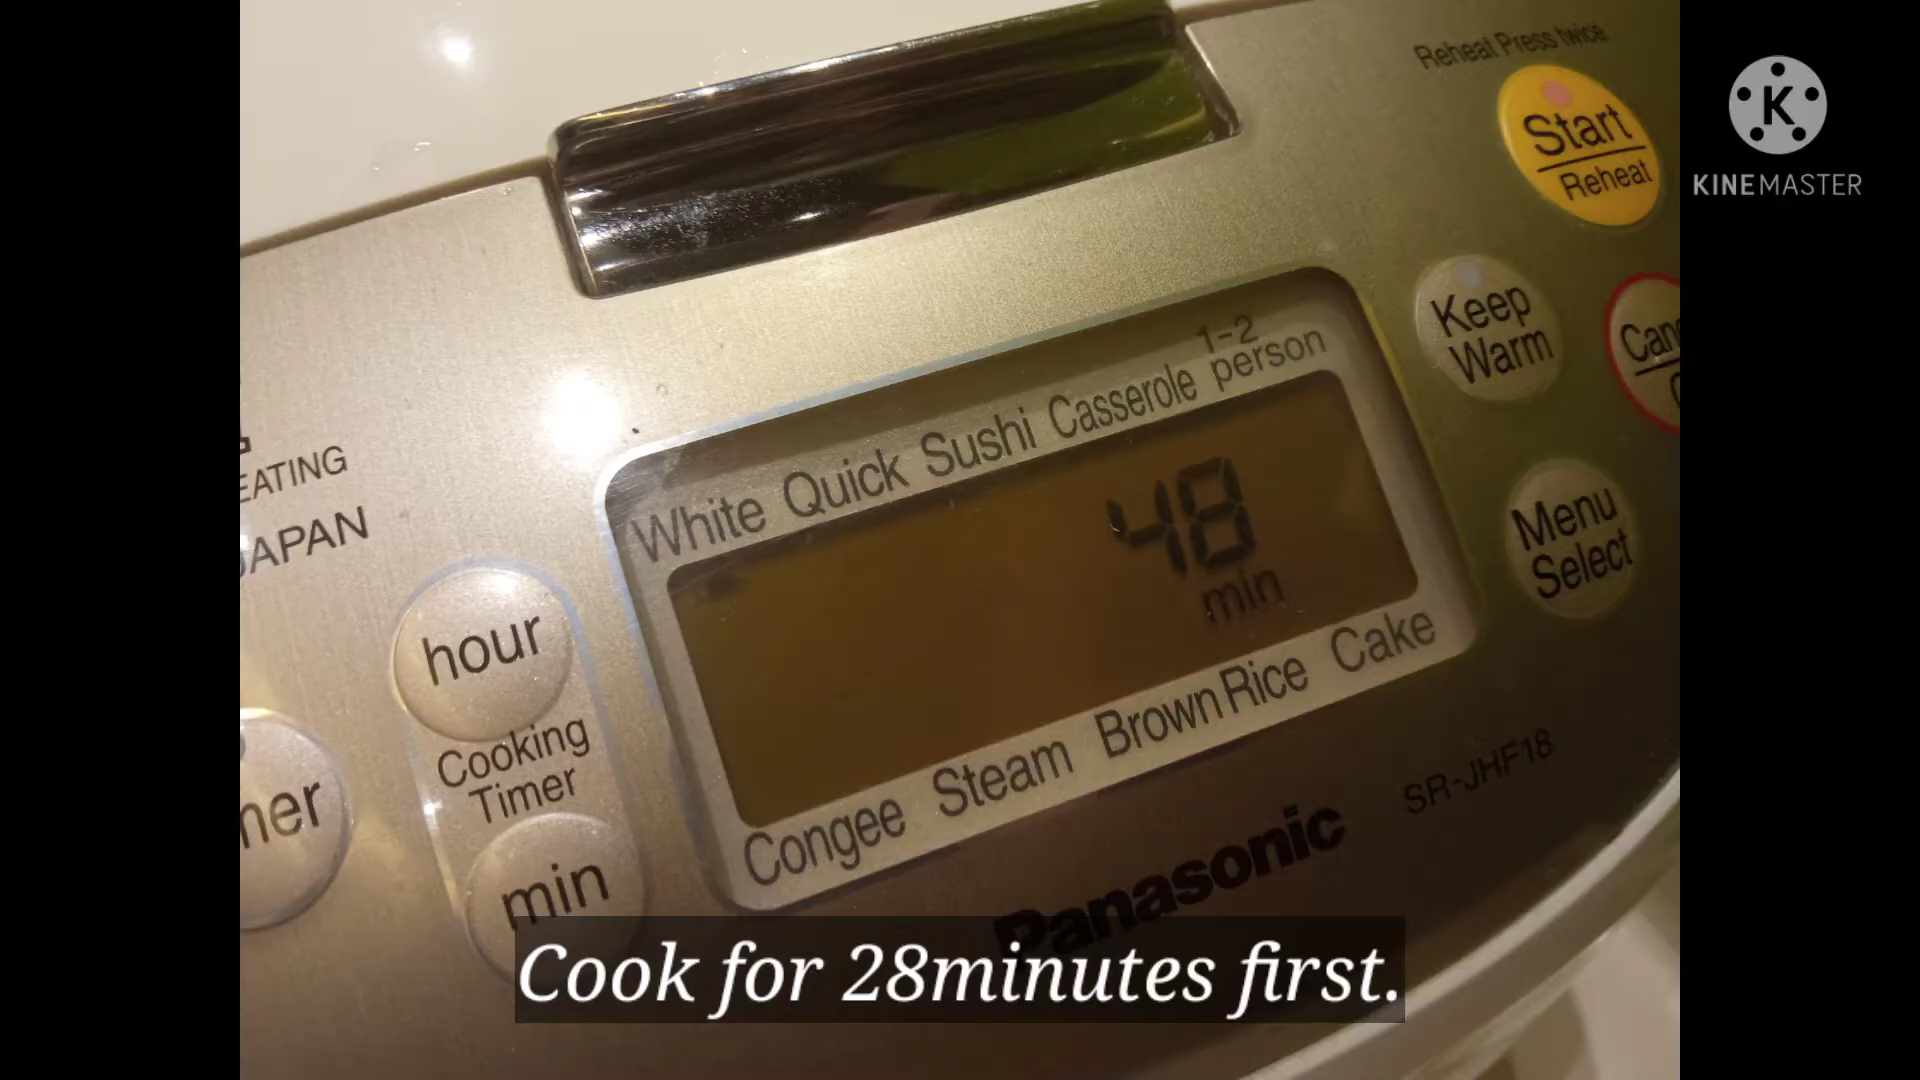 Reheat Press twice
Start
Reheat
KINEMASTER
Keep
Warm
1-2
person
White Quick Sushi Casserole
48
min
Menu
Select
EATING
JAPAN
hour
Cooking
Timer
min
Congee Steam Brown Rice Cake
SR-JHF18
Panasonic
Cook for 28minutes first.